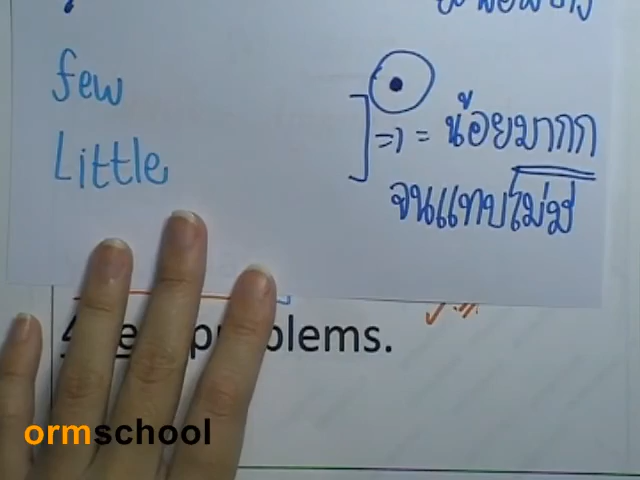 few
Little
= น้อยมากก
จนแทบไม่มี
problems.
ormschool